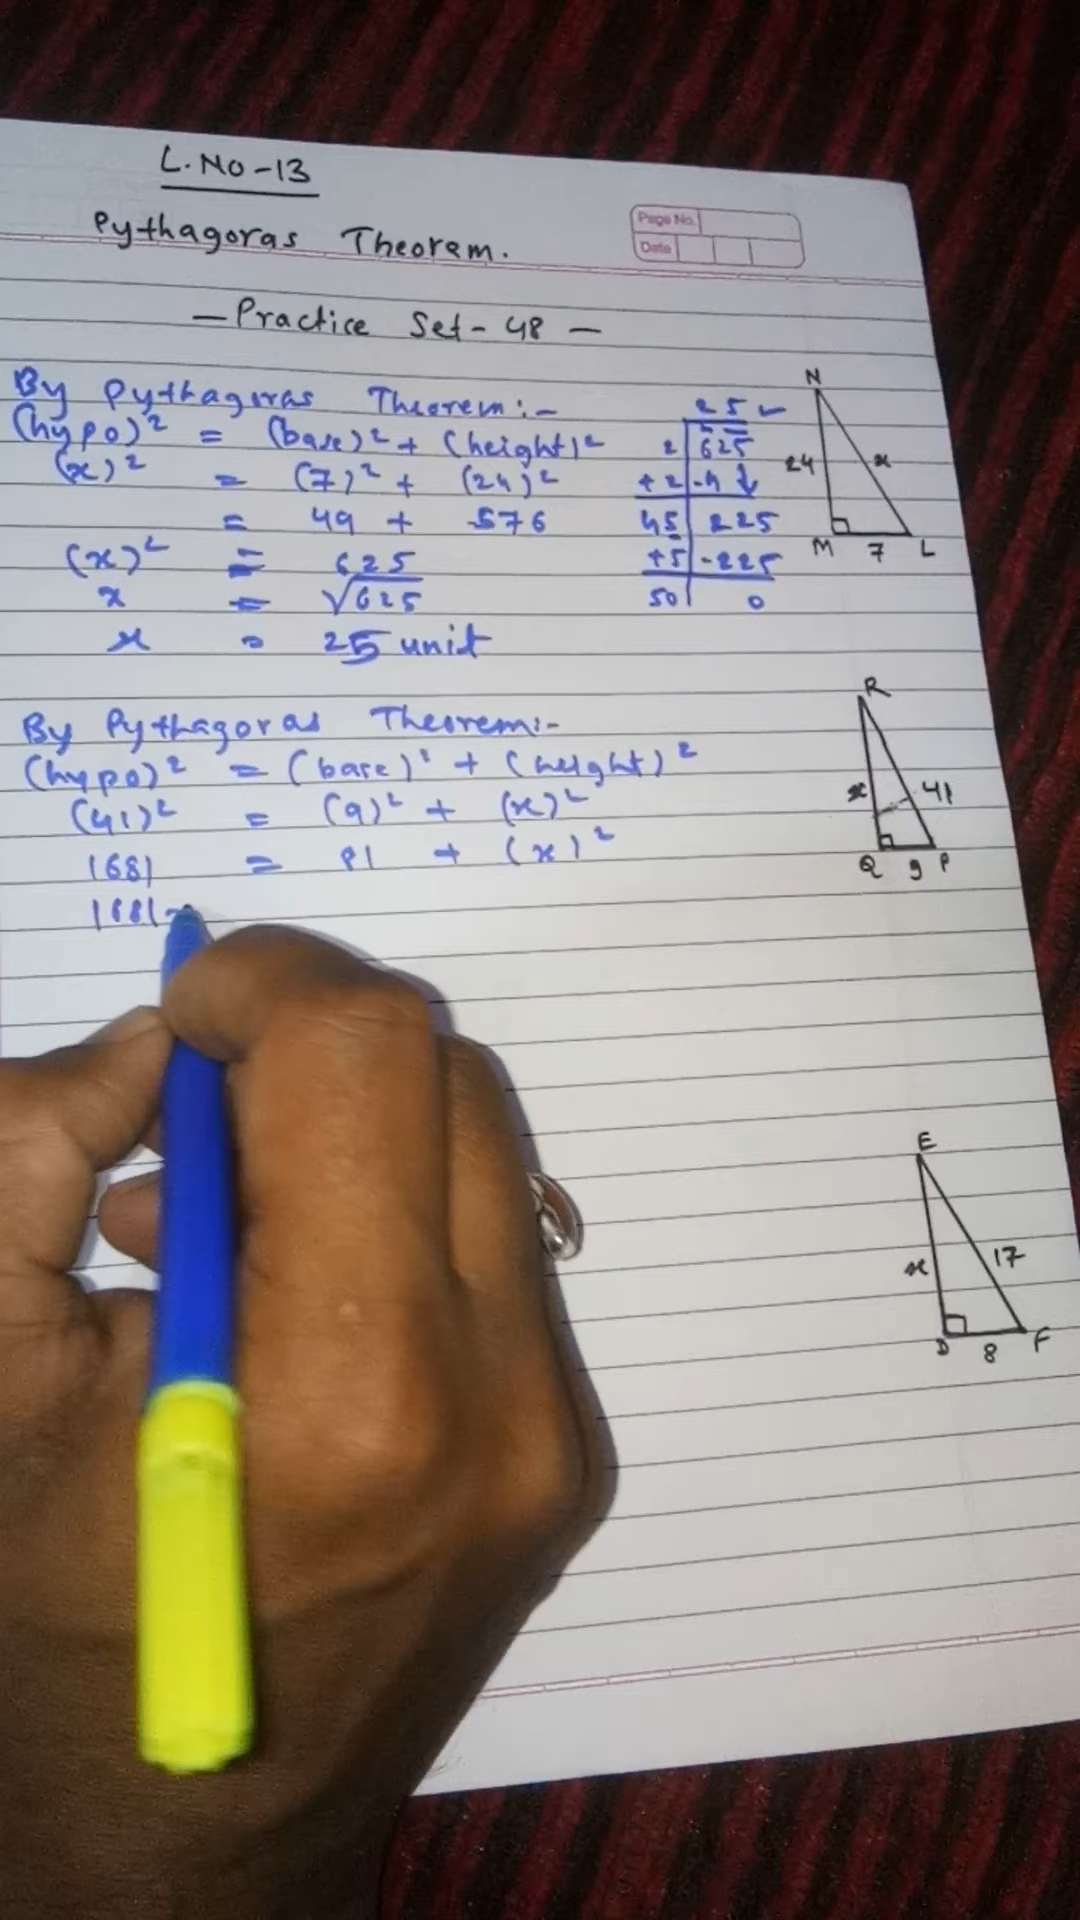 L.No-13
Pythagoras Theorem.
Page No.
Date
— Practice Set - 48 —
By Pythagoras Theorem:-
(hypo)² = (base)² + (height)²
(x)² = (7)² + (24)²
= 49 + 576
(x)² = 625
x = √625
x = 25 unit
25 ✓
2 625
+2 -4 ↓
45 225
+5 -225
50 0
N
24 x
M 7 L
By Pythagoras Theorem:-
(hypo)² = (base)² + (height)²
(41)² = (9)² + (x)²
1681 = 81 + (x)²
1681-
R
x 41
Q 9 P
E
x 17
D 8 F